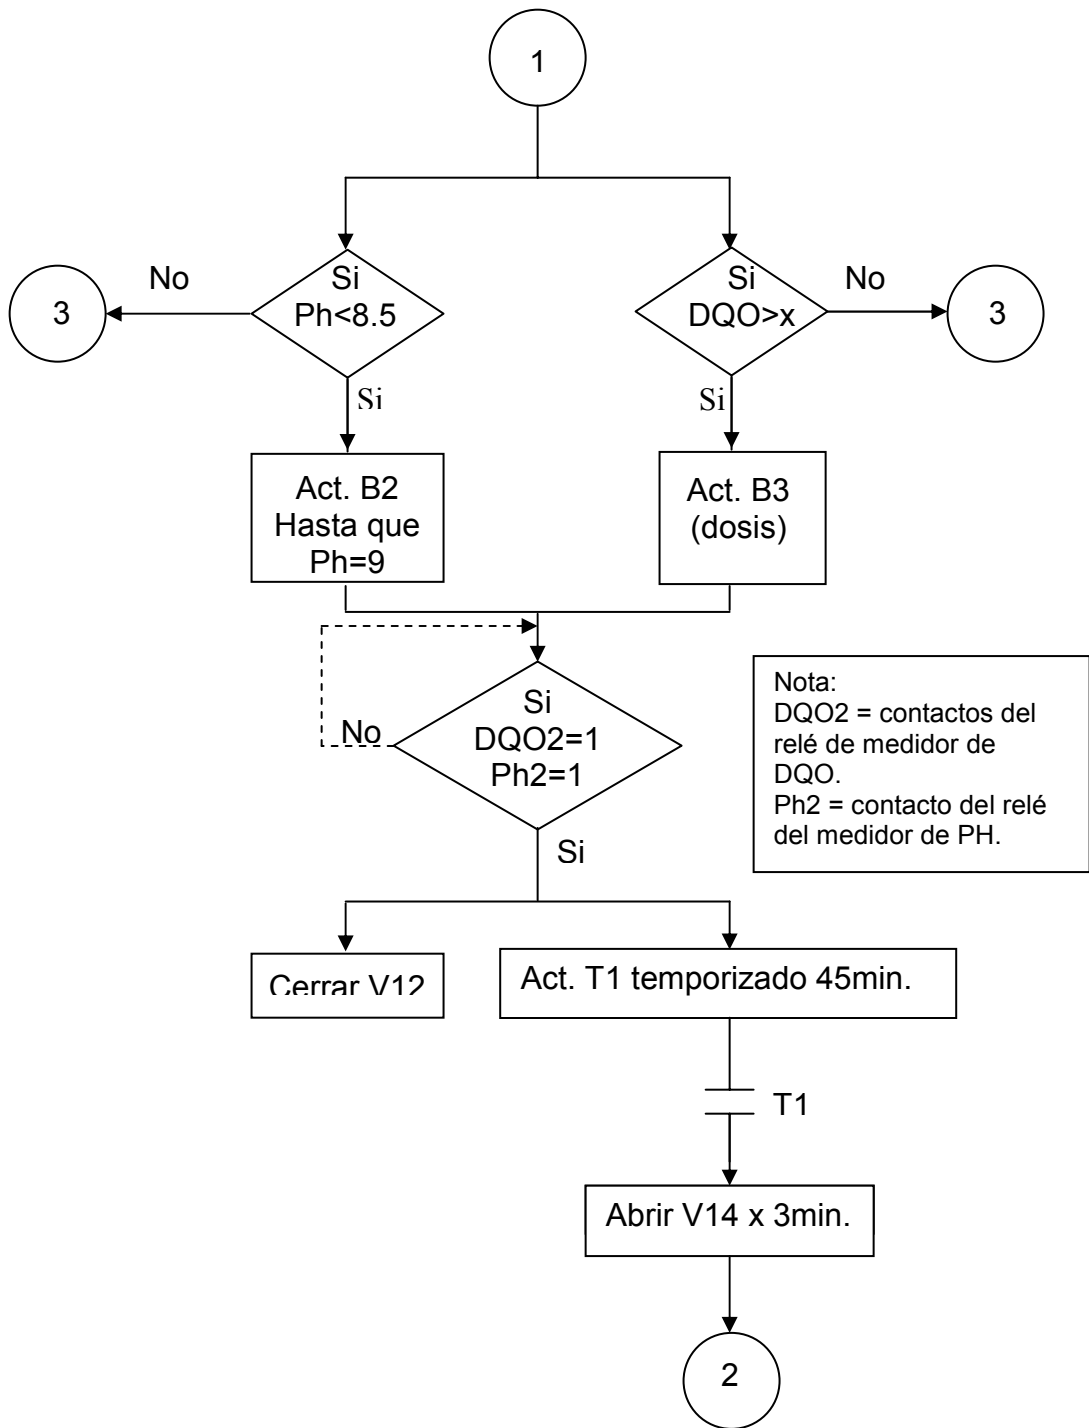 1
No
Si
Ph<8.5
3
Si
DQO>x
No
3
Si
Si
Act. B2
Hasta que
Ph=9
Act. B3
(dosis)
No
Si
DQO2=1
Ph2=1
Nota:
DQO2 = contactos del
relé de medidor de
DQO.
Ph2 = contacto del relé
del medidor de PH.
Si
Cerrar V12
Act. T1 temporizado 45min.
T1
Abrir V14 x 3min.
2